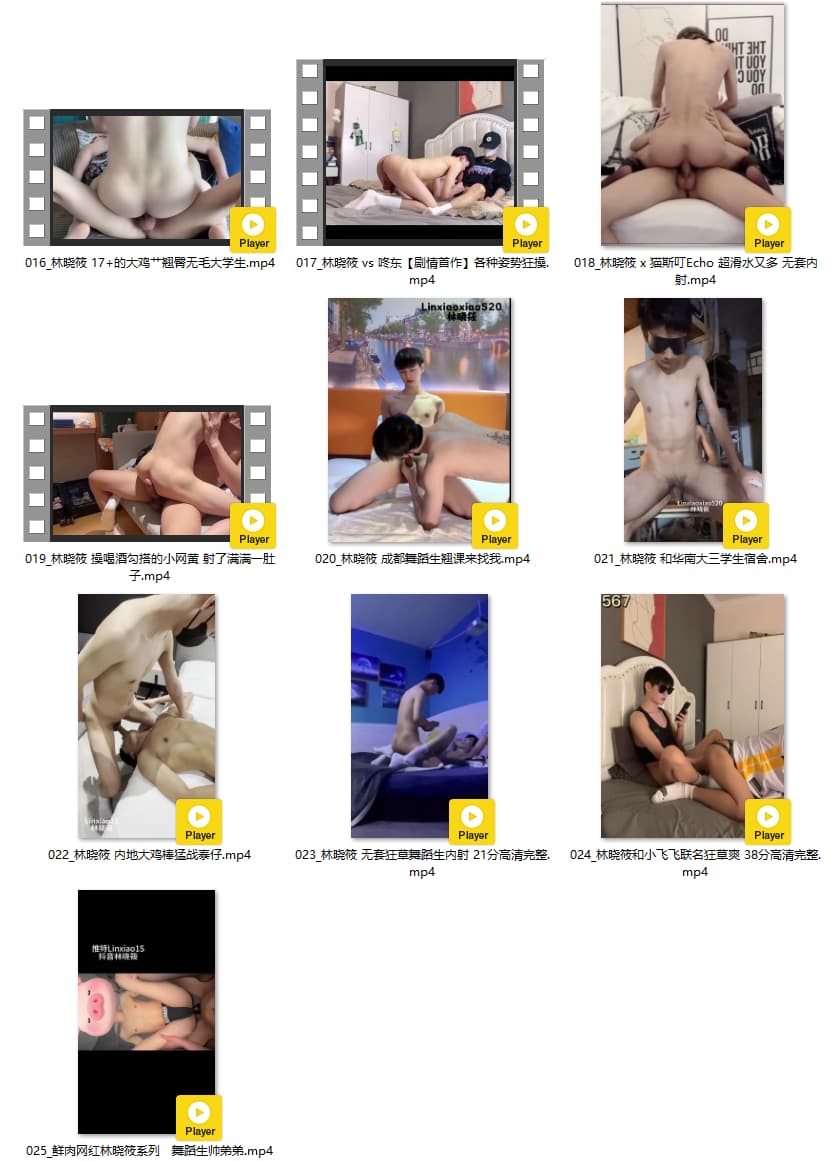 DO
THE THIN
YOU TH
YOU C
DO
Player
Player
Player
016_林晓筱 17+的大鸡艹翘臀无毛大学生.mp4
017_林晓筱 vs 咚东【剧情首作】各种姿势狂操.
mp4
018_林晓筱 x 猫斯叮Echo 超滑水又多 无套内
射.mp4
Linxiaoxiao520
林晓筱
Linxiaxiao520
林晓筱
Player
Player
Player
019_林晓筱 操喝酒勾搭的小网黄 射了满满一肚
子.mp4
020_林晓筱 成都舞蹈生翘课来找我.mp4
021_林晓筱 和华南大三学生宿舍.mp4
567
林晓筱
Player
Player
Player
022_林晓筱 内地大鸡棒猛战泰仔.mp4
023_林晓筱 无套狂草舞蹈生内射 21分高清完整.
mp4
024_林晓筱和小飞飞联名狂草爽 38分高清完整.
mp4
推特Linxiao15
抖音林晓筱
Player
025_鲜肉网红林晓筱系列 舞蹈生帅弟弟.mp4